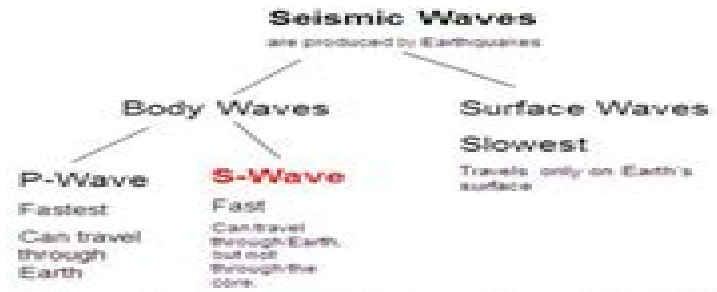 Seismic Waves
are produced by Earthquakes
Body Waves
Surface Waves
Slowest
Travels only on Earth's
surface
P-Wave
Fastest
Can travel
through
Earth
S-Wave
Fast
Can travel
through Earth,
but not
through the
core.